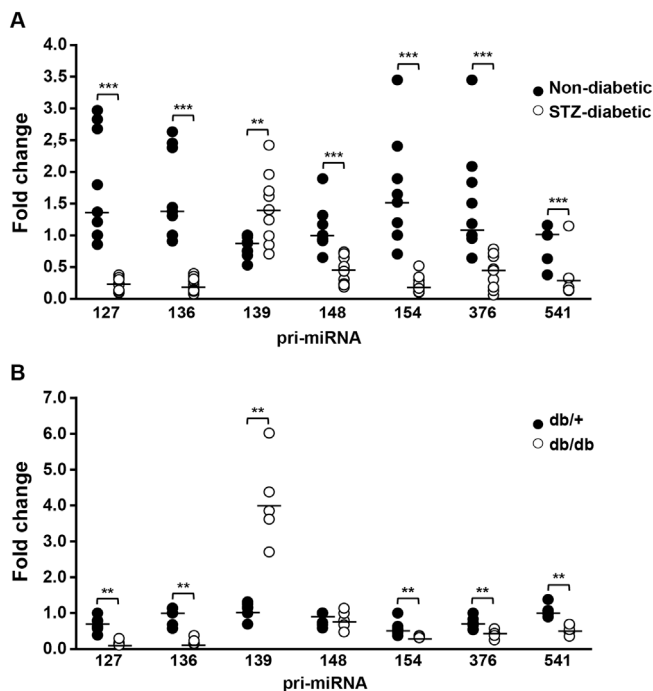 A
4.0
3.5
3.0
2.5
2.0
1.5
1.0
0.5
0.0
Fold change
*** *** ** *** *** *** ***
Non-diabetic
STZ-diabetic
127 136 139 148 154 376 541
pri-miRNA
B
7.0
6.0
5.0
4.0
3.0
2.0
1.0
0.0
Fold change
** ** ** ** ** **
db/+
db/db
127 136 139 148 154 376 541
pri-miRNA